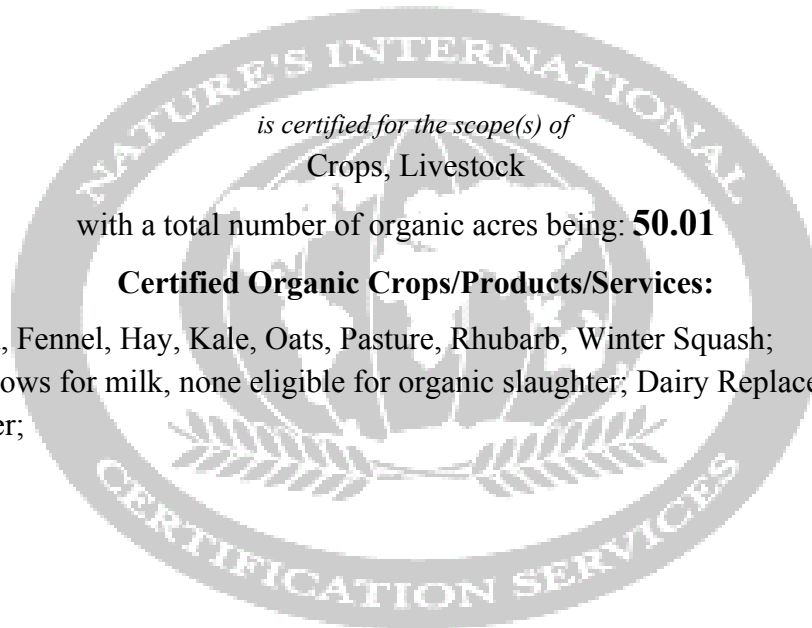 NATURE'S INTERNATIONAL
is certified for the scope(s) of
Crops, Livestock
with a total number of organic acres being: 50.01
Certified Organic Crops/Products/Services:
, Fennel, Hay, Kale, Oats, Pasture, Rhubarb, Winter Squash;
ows for milk, none eligible for organic slaughter; Dairy Replace
er;
CERTIFICATION SERVICES